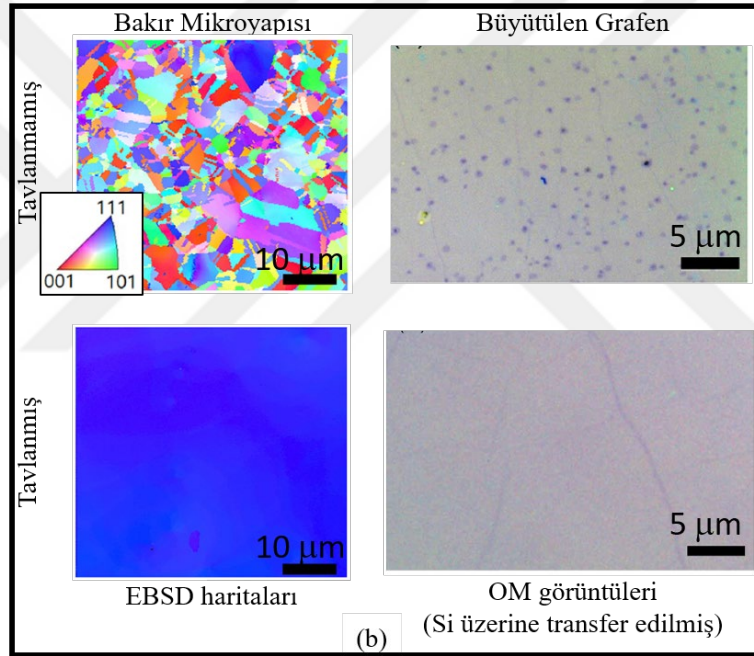 Bakır Mikroyapısı
Büyütülen Grafen
Tavlanmamış
111
001
101
10 μm
5 μm
Tavlanmış
10 μm
5 μm
EBSD haritaları
OM görüntüleri
(Si üzerine transfer edilmiş)
(b)